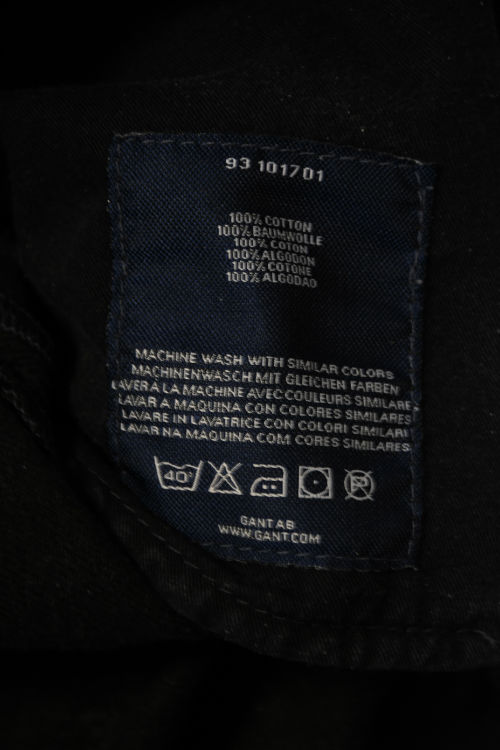 93 101701
100% COTTON
100% BAUMWOLLE
100% COTON
100% ALGODON
100% COTONE
100% ALGODAO
MACHINE WASH WITH SIMILAR COLORS
MACHINENWASCH MIT GLEICHEN FARBEN
LAVER À LA MACHINE AVEC COULEURS SIMILARE
LAVAR A MAQUINA CON COLORES SIMILARES
LAVARE IN LAVATRICE CON COLORI SIMILARI
LAVAR NA MAQUINA COM CORES SIMILARES
40° P
GANT AB
WWW.GANT.COM